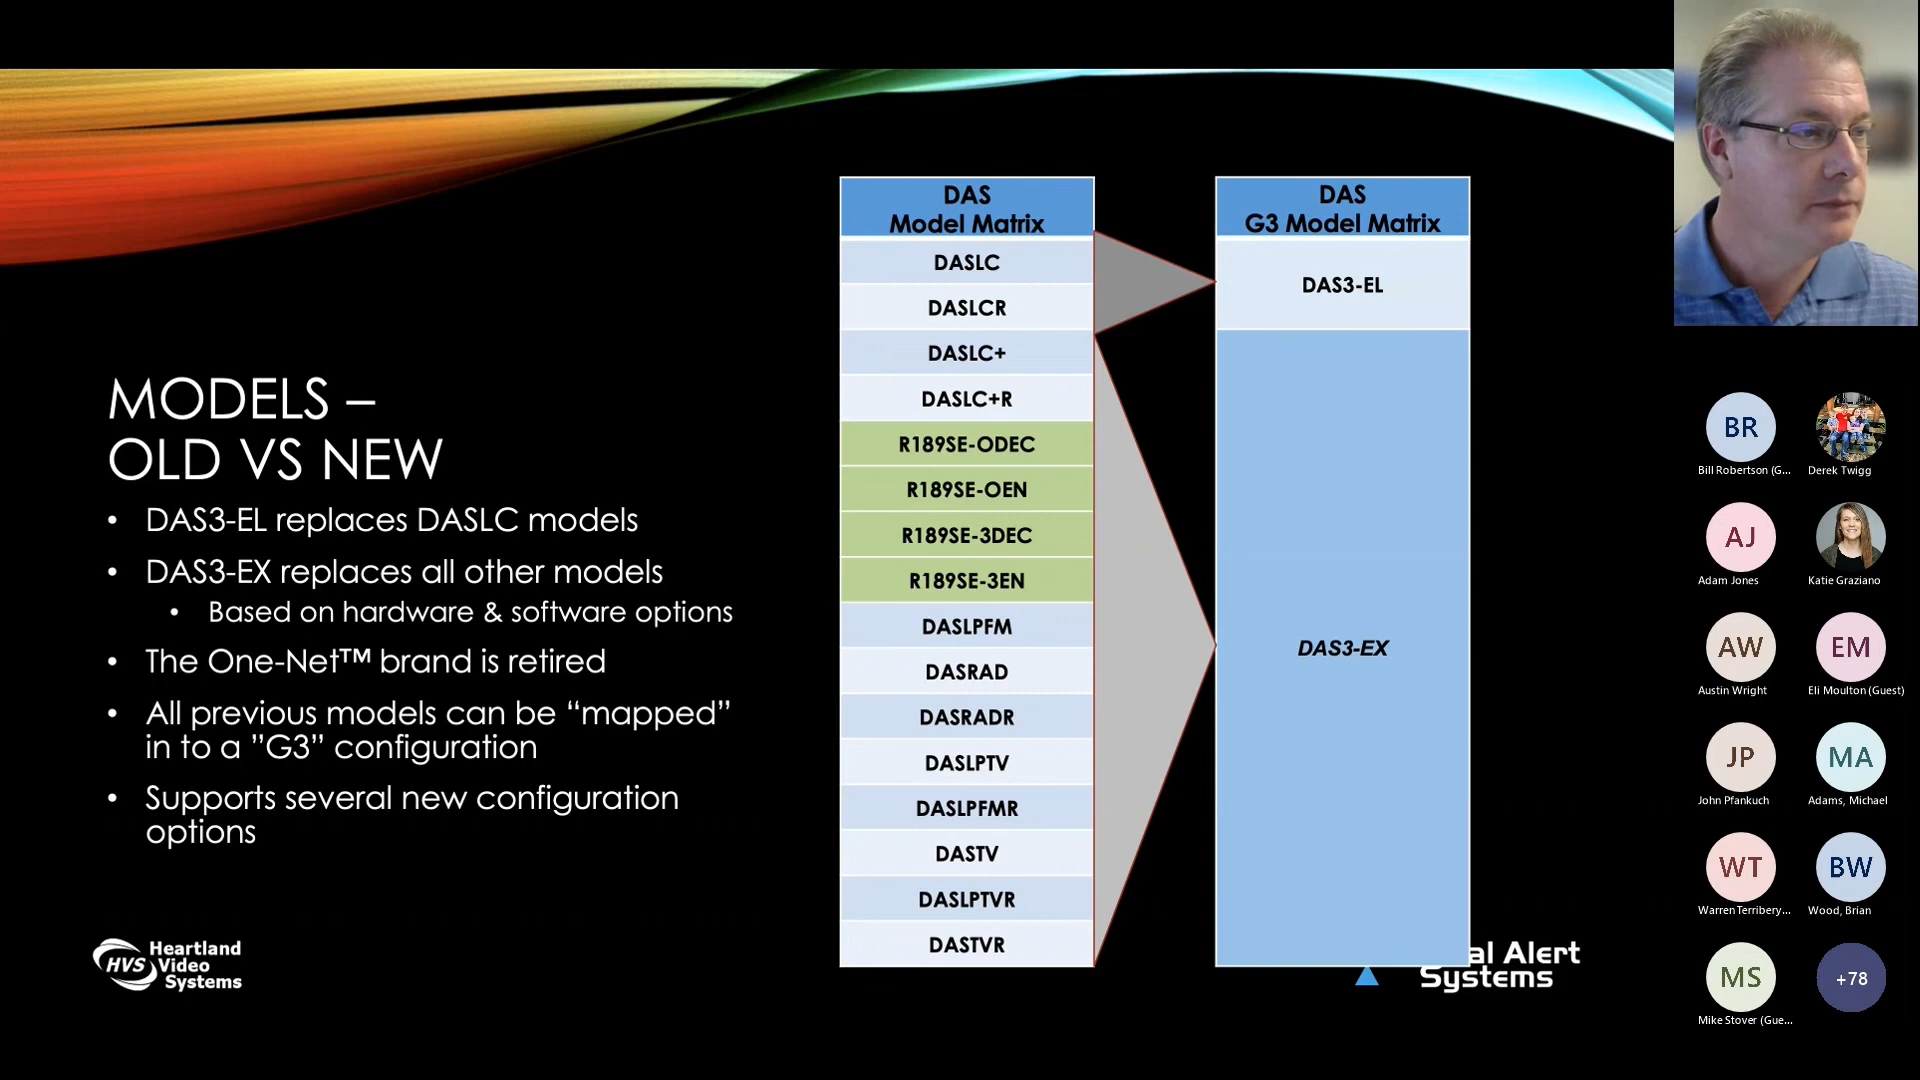 MODELS –
OLD VS NEW
• DAS3-EL replaces DASLC models
• DAS3-EX replaces all other models
• Based on hardware & software options
• The One-Net™ brand is retired
• All previous models can be “mapped”
in to a ”G3” configuration
• Supports several new configuration
options
DAS
Model Matrix
DASLC
DASLCR
DASLC+
DASLC+R
R189SE-ODEC
R189SE-OEN
R189SE-3DEC
R189SE-3EN
DASLPFM
DASRAD
DASRADR
DASLPTV
DASLPFMR
DASTV
DASLPTVR
DASTVR
DAS
G3 Model Matrix
DAS3-EL
DAS3-EX
HVS
Heartland
Video
Systems
al Alert
Systems
BR
Bill Robertson (G...
Derek Twigg
AJ
Adam Jones
Katie Graziano
AW
Austin Wright
EM
Eli Moulton (Guest)
JP
John Pfankuch
MA
Adams, Michael
WT
Warren Terribery...
BW
Wood, Brian
MS
Mike Stover (Gue...
+78